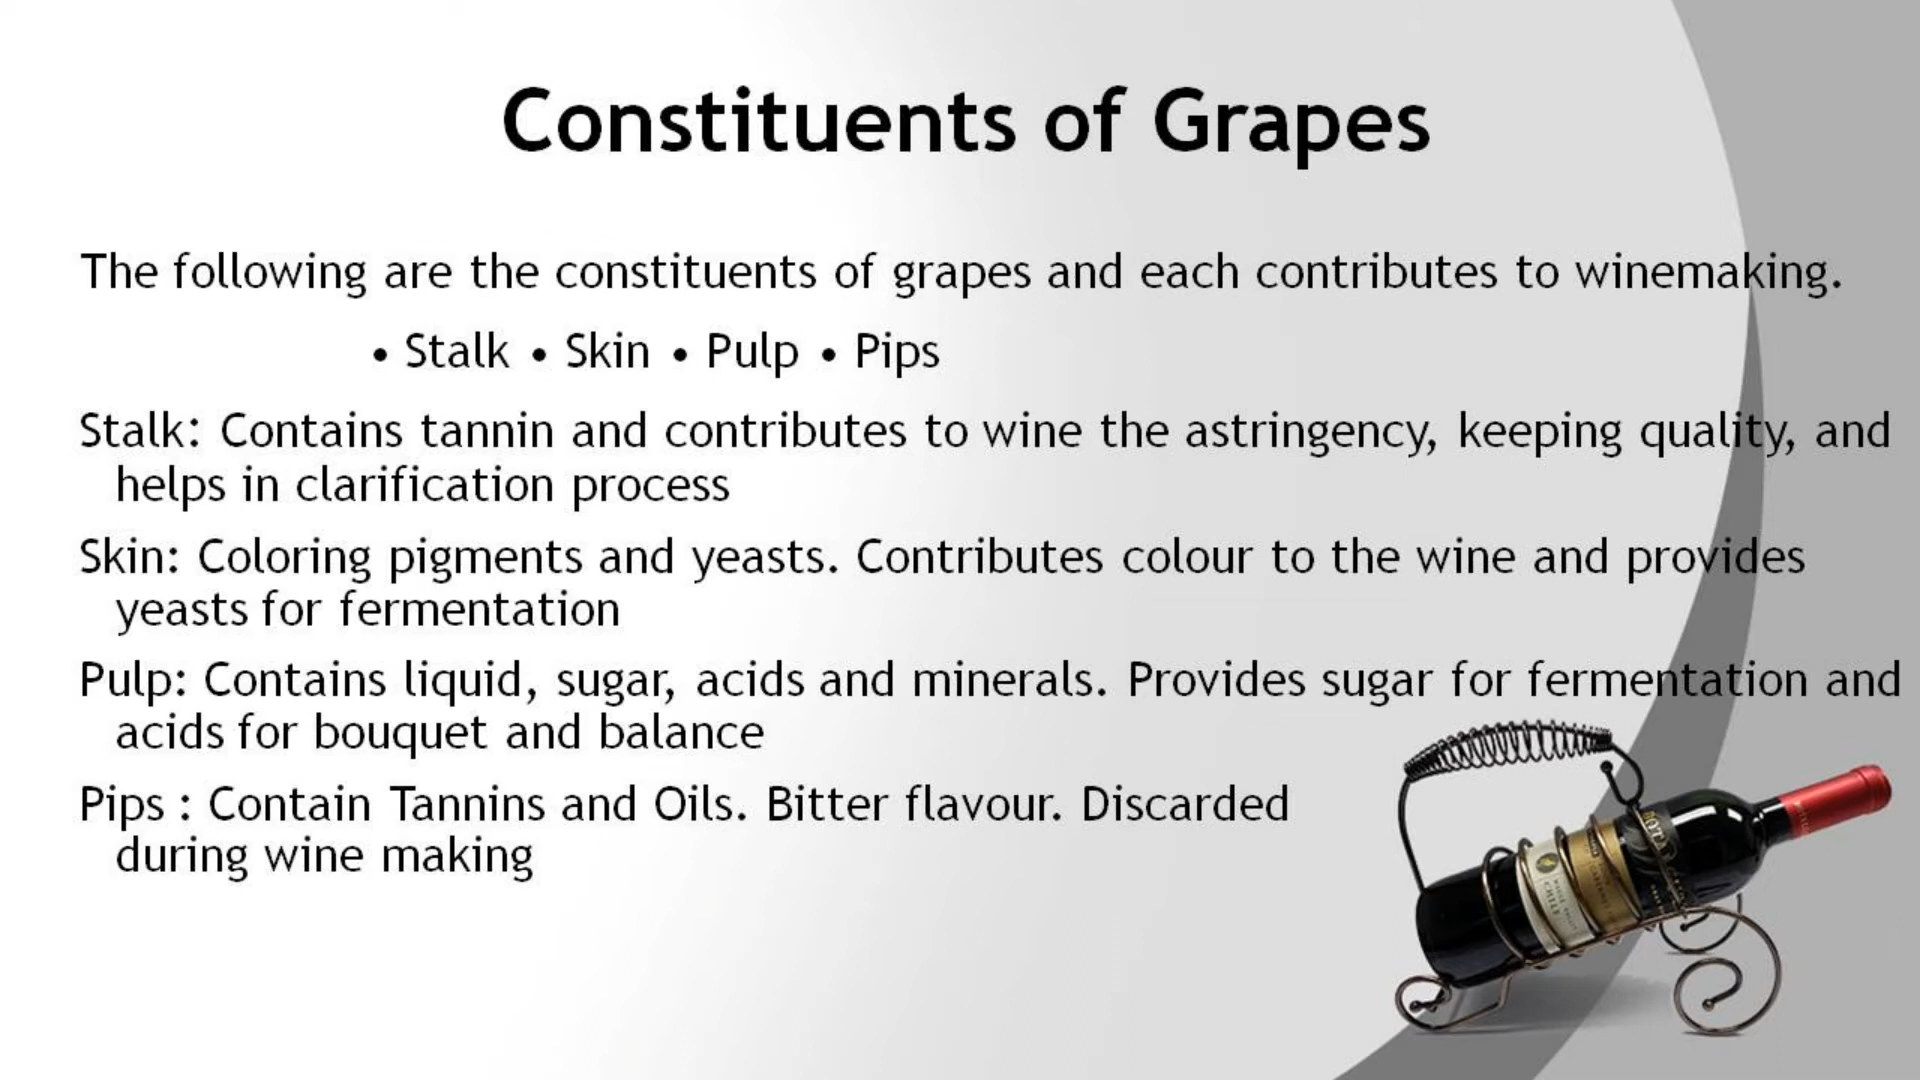 Constituents of Grapes
The following are the constituents of grapes and each contributes to winemaking.
• Stalk • Skin • Pulp • Pips
Stalk: Contains tannin and contributes to wine the astringency, keeping quality, and
helps in clarification process
Skin: Coloring pigments and yeasts. Contributes colour to the wine and provides
yeasts for fermentation
Pulp: Contains liquid, sugar, acids and minerals. Provides sugar for fermentation and
acids for bouquet and balance
Pips : Contain Tannins and Oils. Bitter flavour. Discarded
during wine making
CHILE